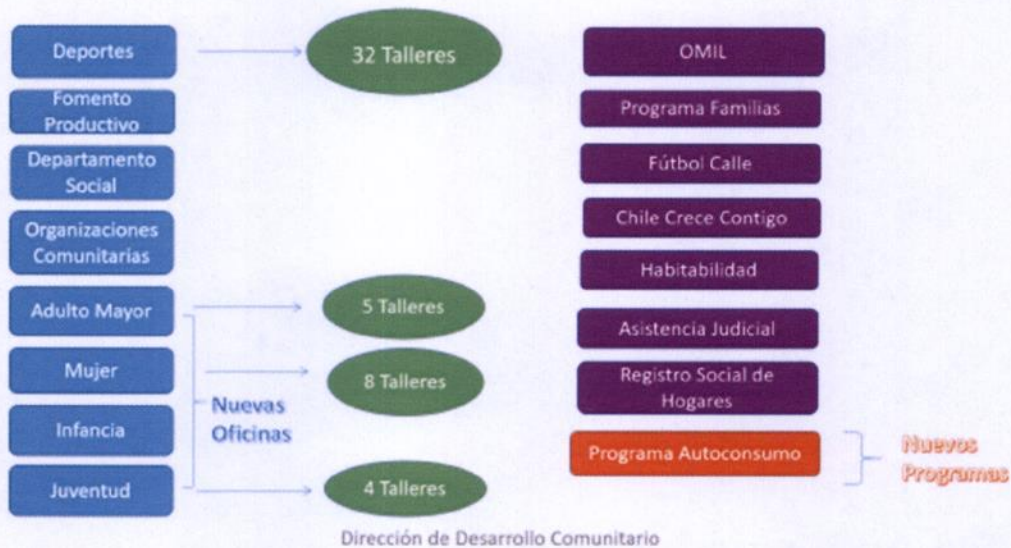 Deportes
Fomento
Productivo
Departamento
Social
Organizaciones
Comunitarias
Adulto Mayor
Mujer
Infancia
Juventud
Nuevas
Oficinas
32 Talleres
5 Talleres
8 Talleres
4 Talleres
OMIL
Programa Familias
Fútbol Calle
Chile Crece Contigo
Habitabilidad
Asistencia Judicial
Registro Social de
Hogares
Programa Autoconsumo
Nuevos
Programas
Dirección de Desarrollo Comunitario